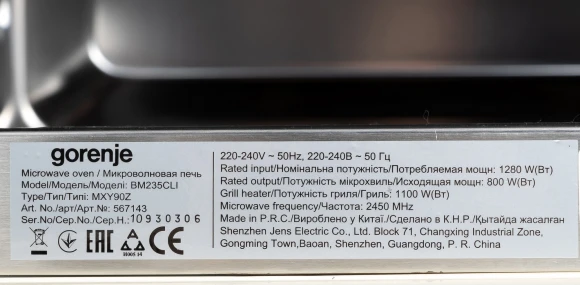 gorenje
Microwave oven / Микроволновая печь
Model/Модель/Моделі: BM235CLI
Type/Тип/Типі: MXY90Z
Art. No./арт./Арт.№: 567143
Ser.No/Сер.No./Сер.Н.: 10930306
EAC CE
220-240V ~ 50Hz, 220-240В ~ 50 Гц
Rated input/Номінальна потужність/Потребляемая мощн: 1280 W(Вт)
Rated output/Потужність мікрохвиль/Исходящая мощн: 800 W(Вт)
Grill heater/Потужність гриля/Гриль: 1100 W(Вт)
Microwave frequency/Частота: 2450 MHz
Made in P.R.C./Вироблено у Китаї./Сделано в К.Н.Р./Қытайда жасалған
Shenzhen Jens Electric Co., Ltd. Block 71, Changxing Industrial Zone,
Gongming Town,Baoan, Shenzhen, Guangdong, P. R. China